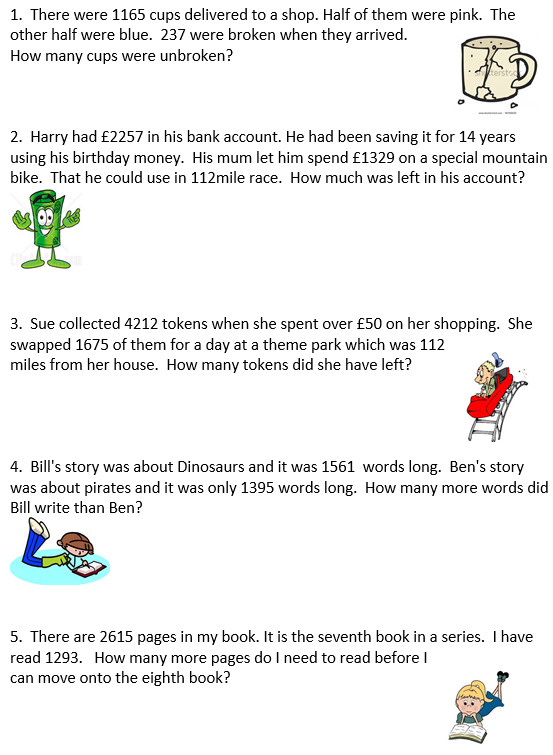 1.  There were 1165 cups delivered to a shop. Half of them were pink.  The
other half were blue.  237 were broken when they arrived.
How many cups were unbroken?
2.  Harry had £2257 in his bank account. He had been saving it for 14 years
using his birthday money.  His mum let him spend £1329 on a special mountain
bike.  That he could use in 112mile race.  How much was left in his account?
3.  Sue collected 4212 tokens when she spent over £50 on her shopping.  She
swapped 1675 of them for a day at a theme park which was 112
miles from her house.  How many tokens did she have left?
4.  Bill's story was about Dinosaurs and it was 1561  words long.  Ben's story
was about pirates and it was only 1395 words long.  How many more words did
Bill write than Ben?
5.  There are 2615 pages in my book. It is the seventh book in a series.  I have
read 1293.   How many more pages do I need to read before I
can move onto the eighth book?